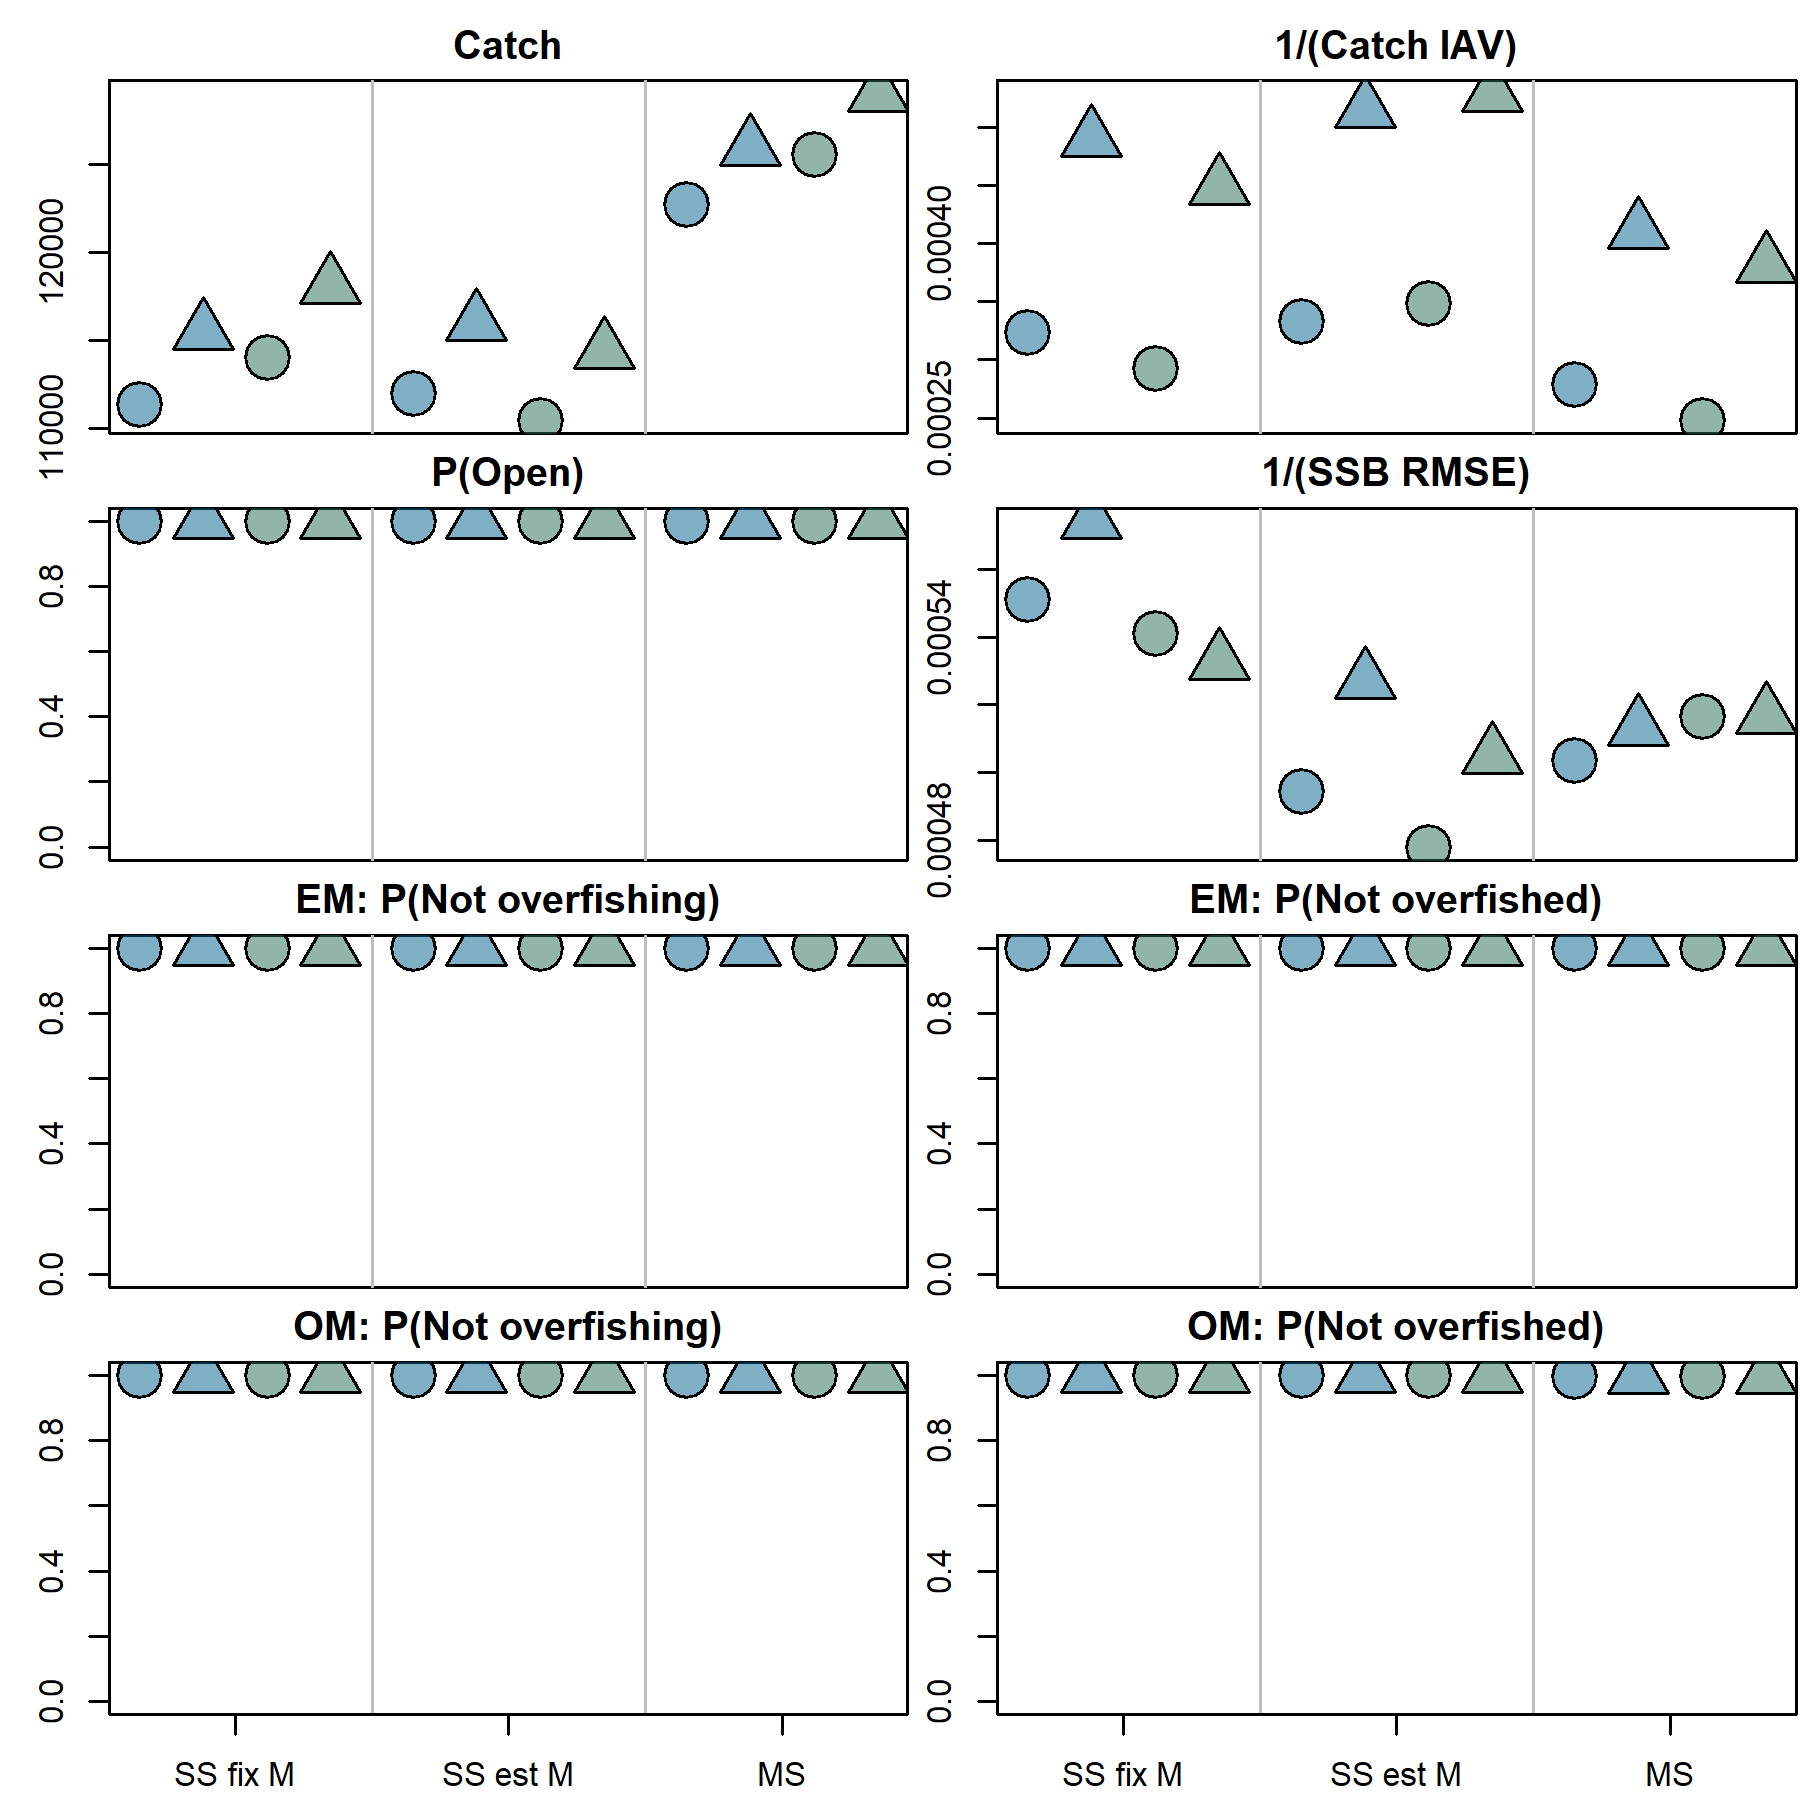 Catch
1/(Catch IAV)
110000 120000
0.00025 0.00040
P(Open)
1/(SSB RMSE)
0.0 0.4 0.8
0.00048 0.00054
EM: P(Not overfishing)
EM: P(Not overfished)
0.0 0.4 0.8
0.0 0.4 0.8
OM: P(Not overfishing)
OM: P(Not overfished)
0.0 0.4 0.8
0.0 0.4 0.8
SS fix M SS est M MS
SS fix M SS est M MS